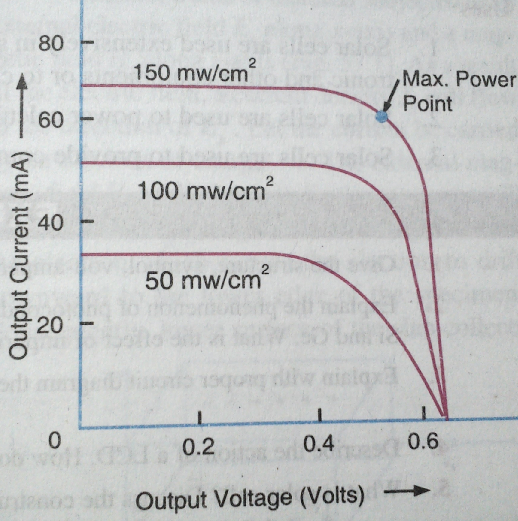 80
150 mw/cm²
Max. Power
Point
60
100 mw/cm²
40
50 mw/cm²
20
0
0.2
0.4
0.6
Output Current (mA)
Output Voltage (Volts)